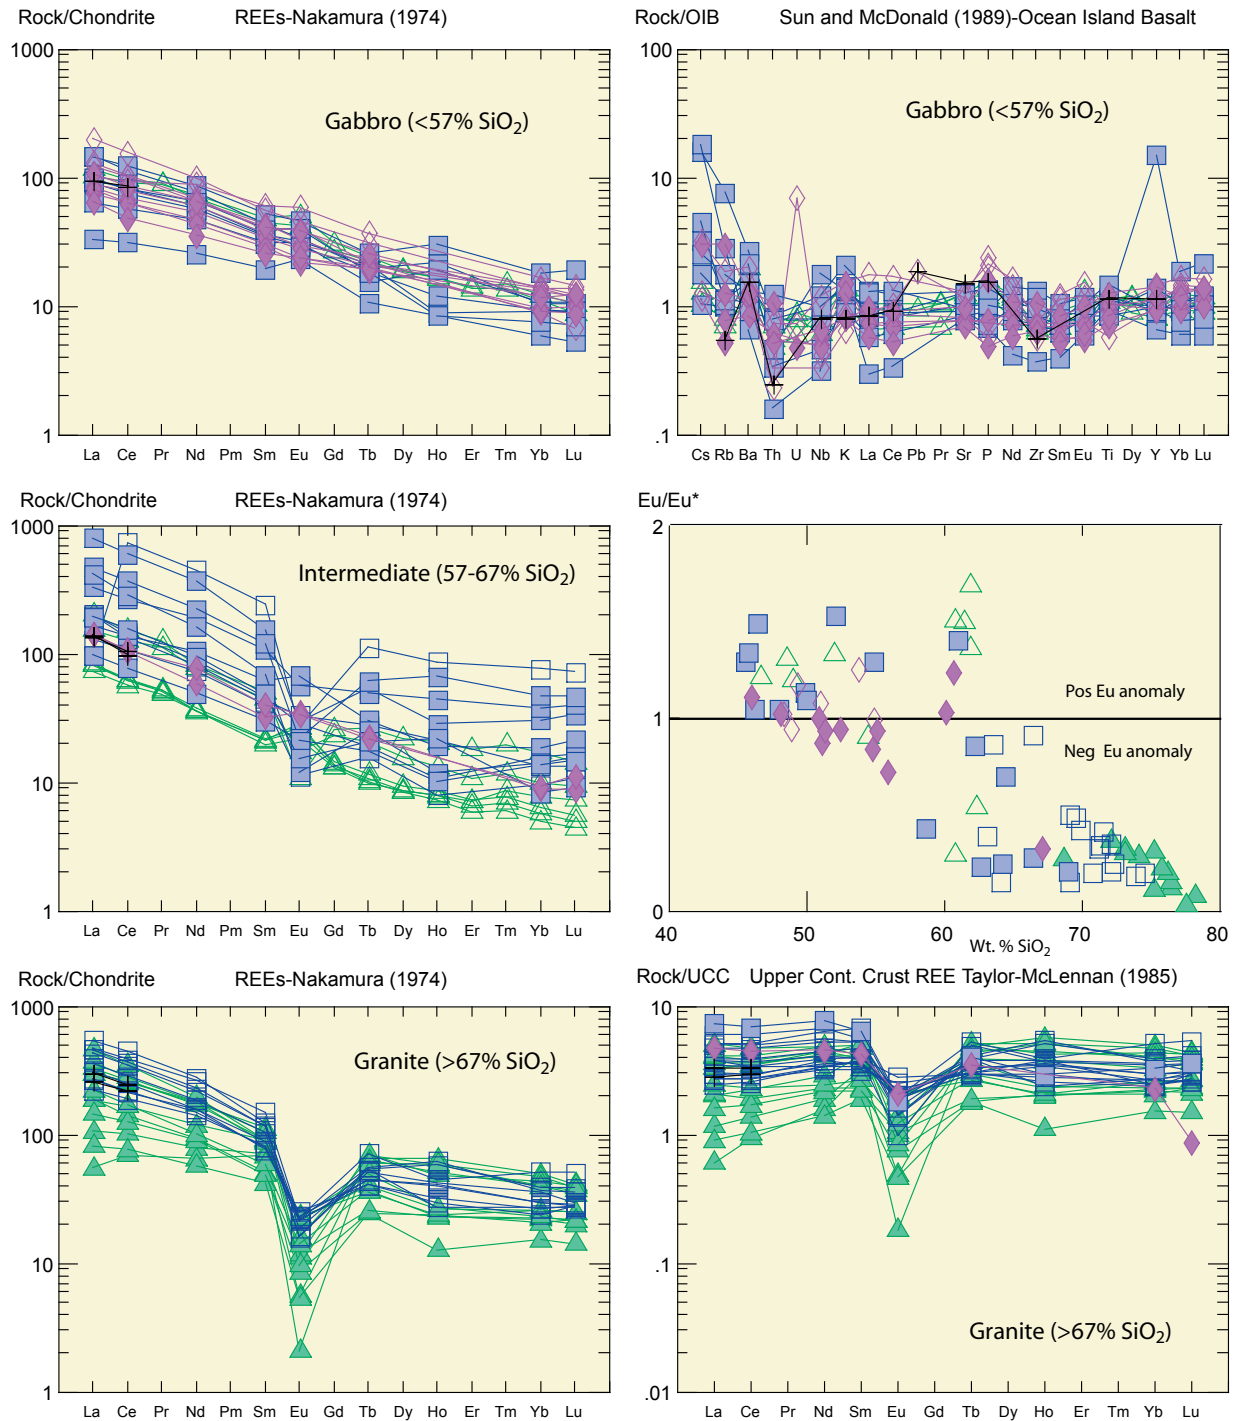 Rock/Chondrite REEs-Nakamura (1974)
1000
100
10
1
Gabbro (<57% SiO2)
La Ce Pr Nd Pm Sm Eu Gd Tb Dy Ho Er Tm Yb Lu
Rock/OIB Sun and McDonald (1989)-Ocean Island Basalt
100
10
1
.1
Gabbro (<57% SiO2)
Cs Rb Ba Th U Nb K La Ce Pb Pr Sr P Nd Zr Sm Eu Ti Dy Y Yb Lu
Rock/Chondrite REEs-Nakamura (1974)
1000
100
10
1
Intermediate (57-67% SiO2)
La Ce Pr Nd Pm Sm Eu Gd Tb Dy Ho Er Tm Yb Lu
Eu/Eu*
2
1
0
Pos Eu anomaly
Neg Eu anomaly
40 50 60 70 80
Wt. % SiO2
Rock/Chondrite REEs-Nakamura (1974)
1000
100
10
1
Granite (>67% SiO2)
La Ce Pr Nd Pm Sm Eu Gd Tb Dy Ho Er Tm Yb Lu
Rock/UCC Upper Cont. Crust REE Taylor-McLennan (1985)
10
1
.1
.01
Granite (>67% SiO2)
La Ce Pr Nd Sm Eu Gd Tb Dy Ho Er Tm Yb Lu